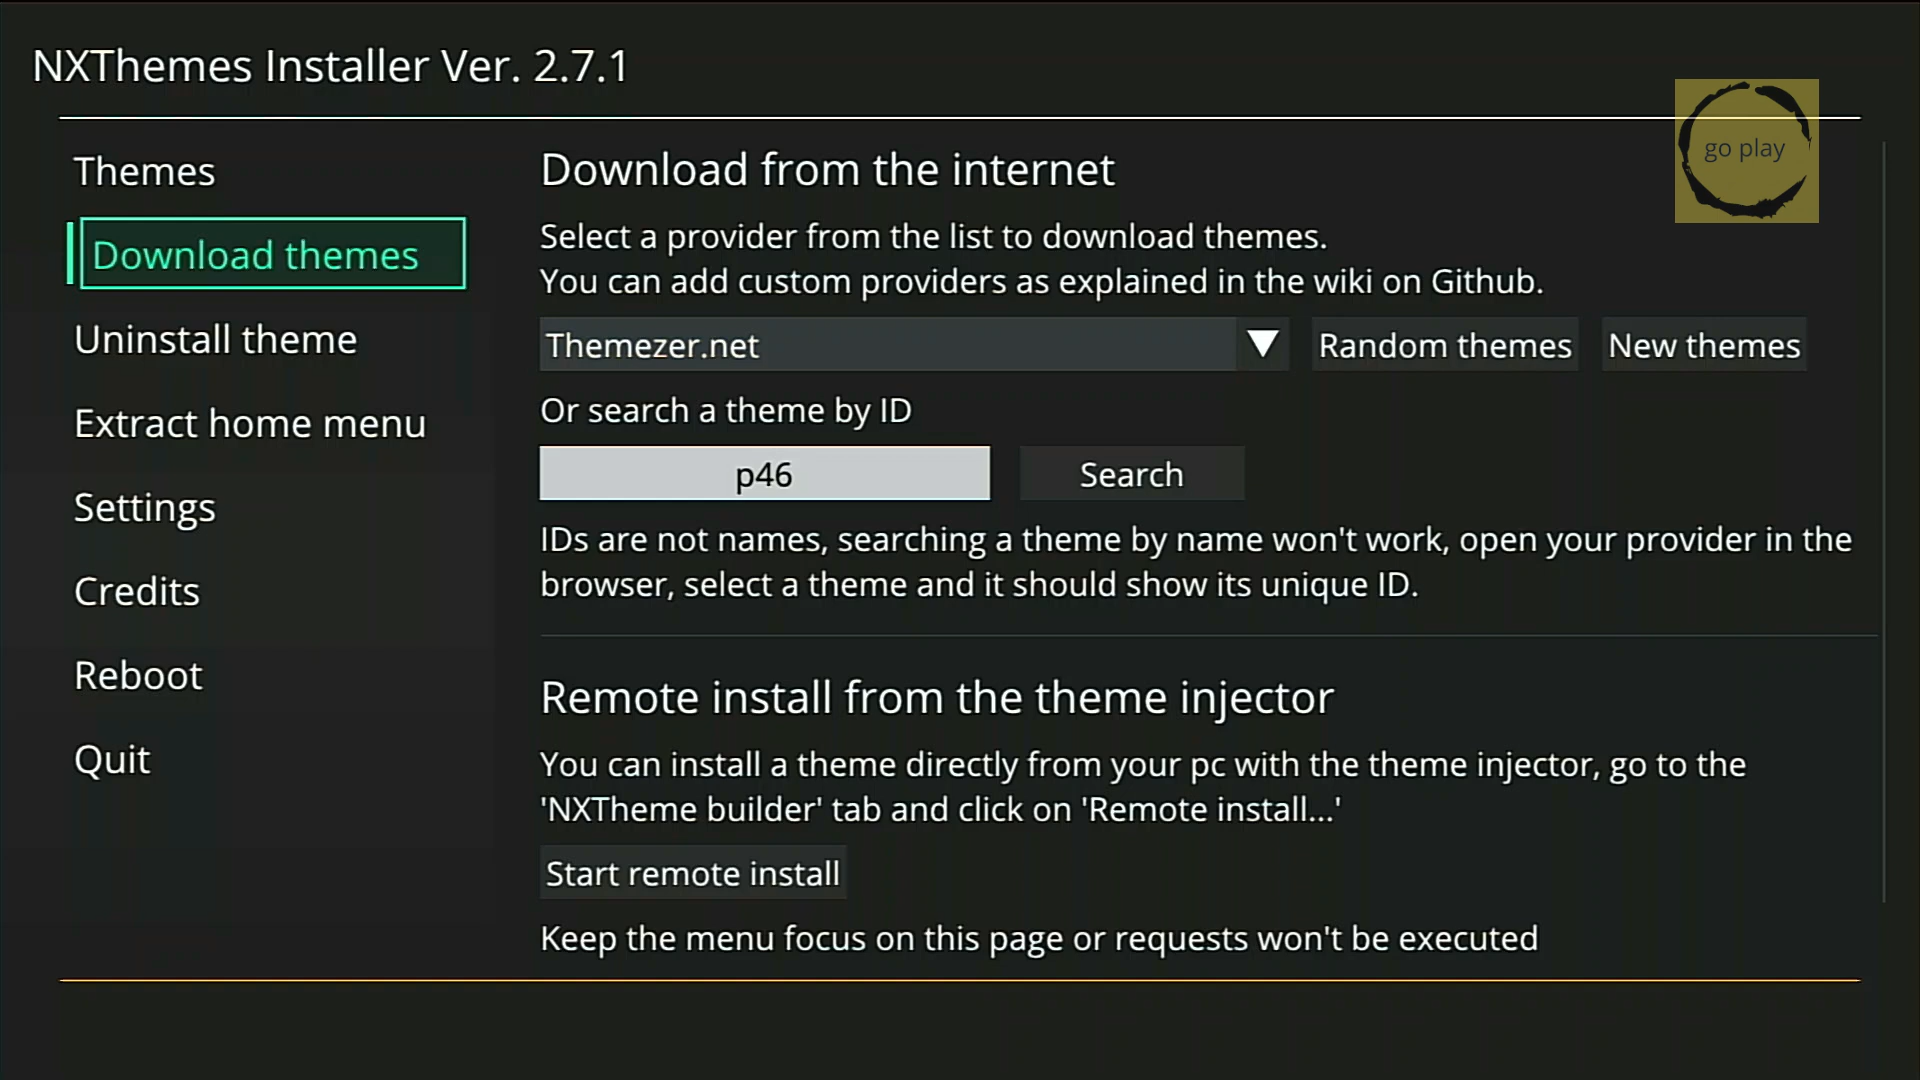 NXThemes Installer Ver. 2.7.1
go play
Themes
Download themes
Uninstall theme
Extract home menu
Settings
Credits
Reboot
Quit
Download from the internet
Select a provider from the list to download themes.
You can add custom providers as explained in the wiki on Github.
Themezer.net
Random themes
New themes
Or search a theme by ID
p46
Search
IDs are not names, searching a theme by name won't work, open your provider in the
browser, select a theme and it should show its unique ID.
Remote install from the theme injector
You can install a theme directly from your pc with the theme injector, go to the
'NXTheme builder' tab and click on 'Remote install...'
Start remote install
Keep the menu focus on this page or requests won't be executed